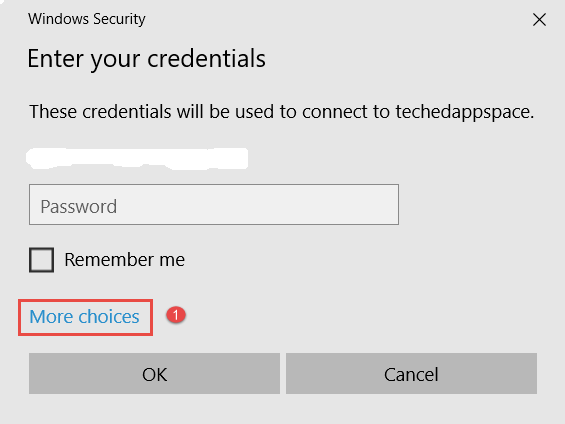 Windows Security
Enter your credentials
These credentials will be used to connect to techedappspace.
Password
Remember me
More choices
1
OK
Cancel